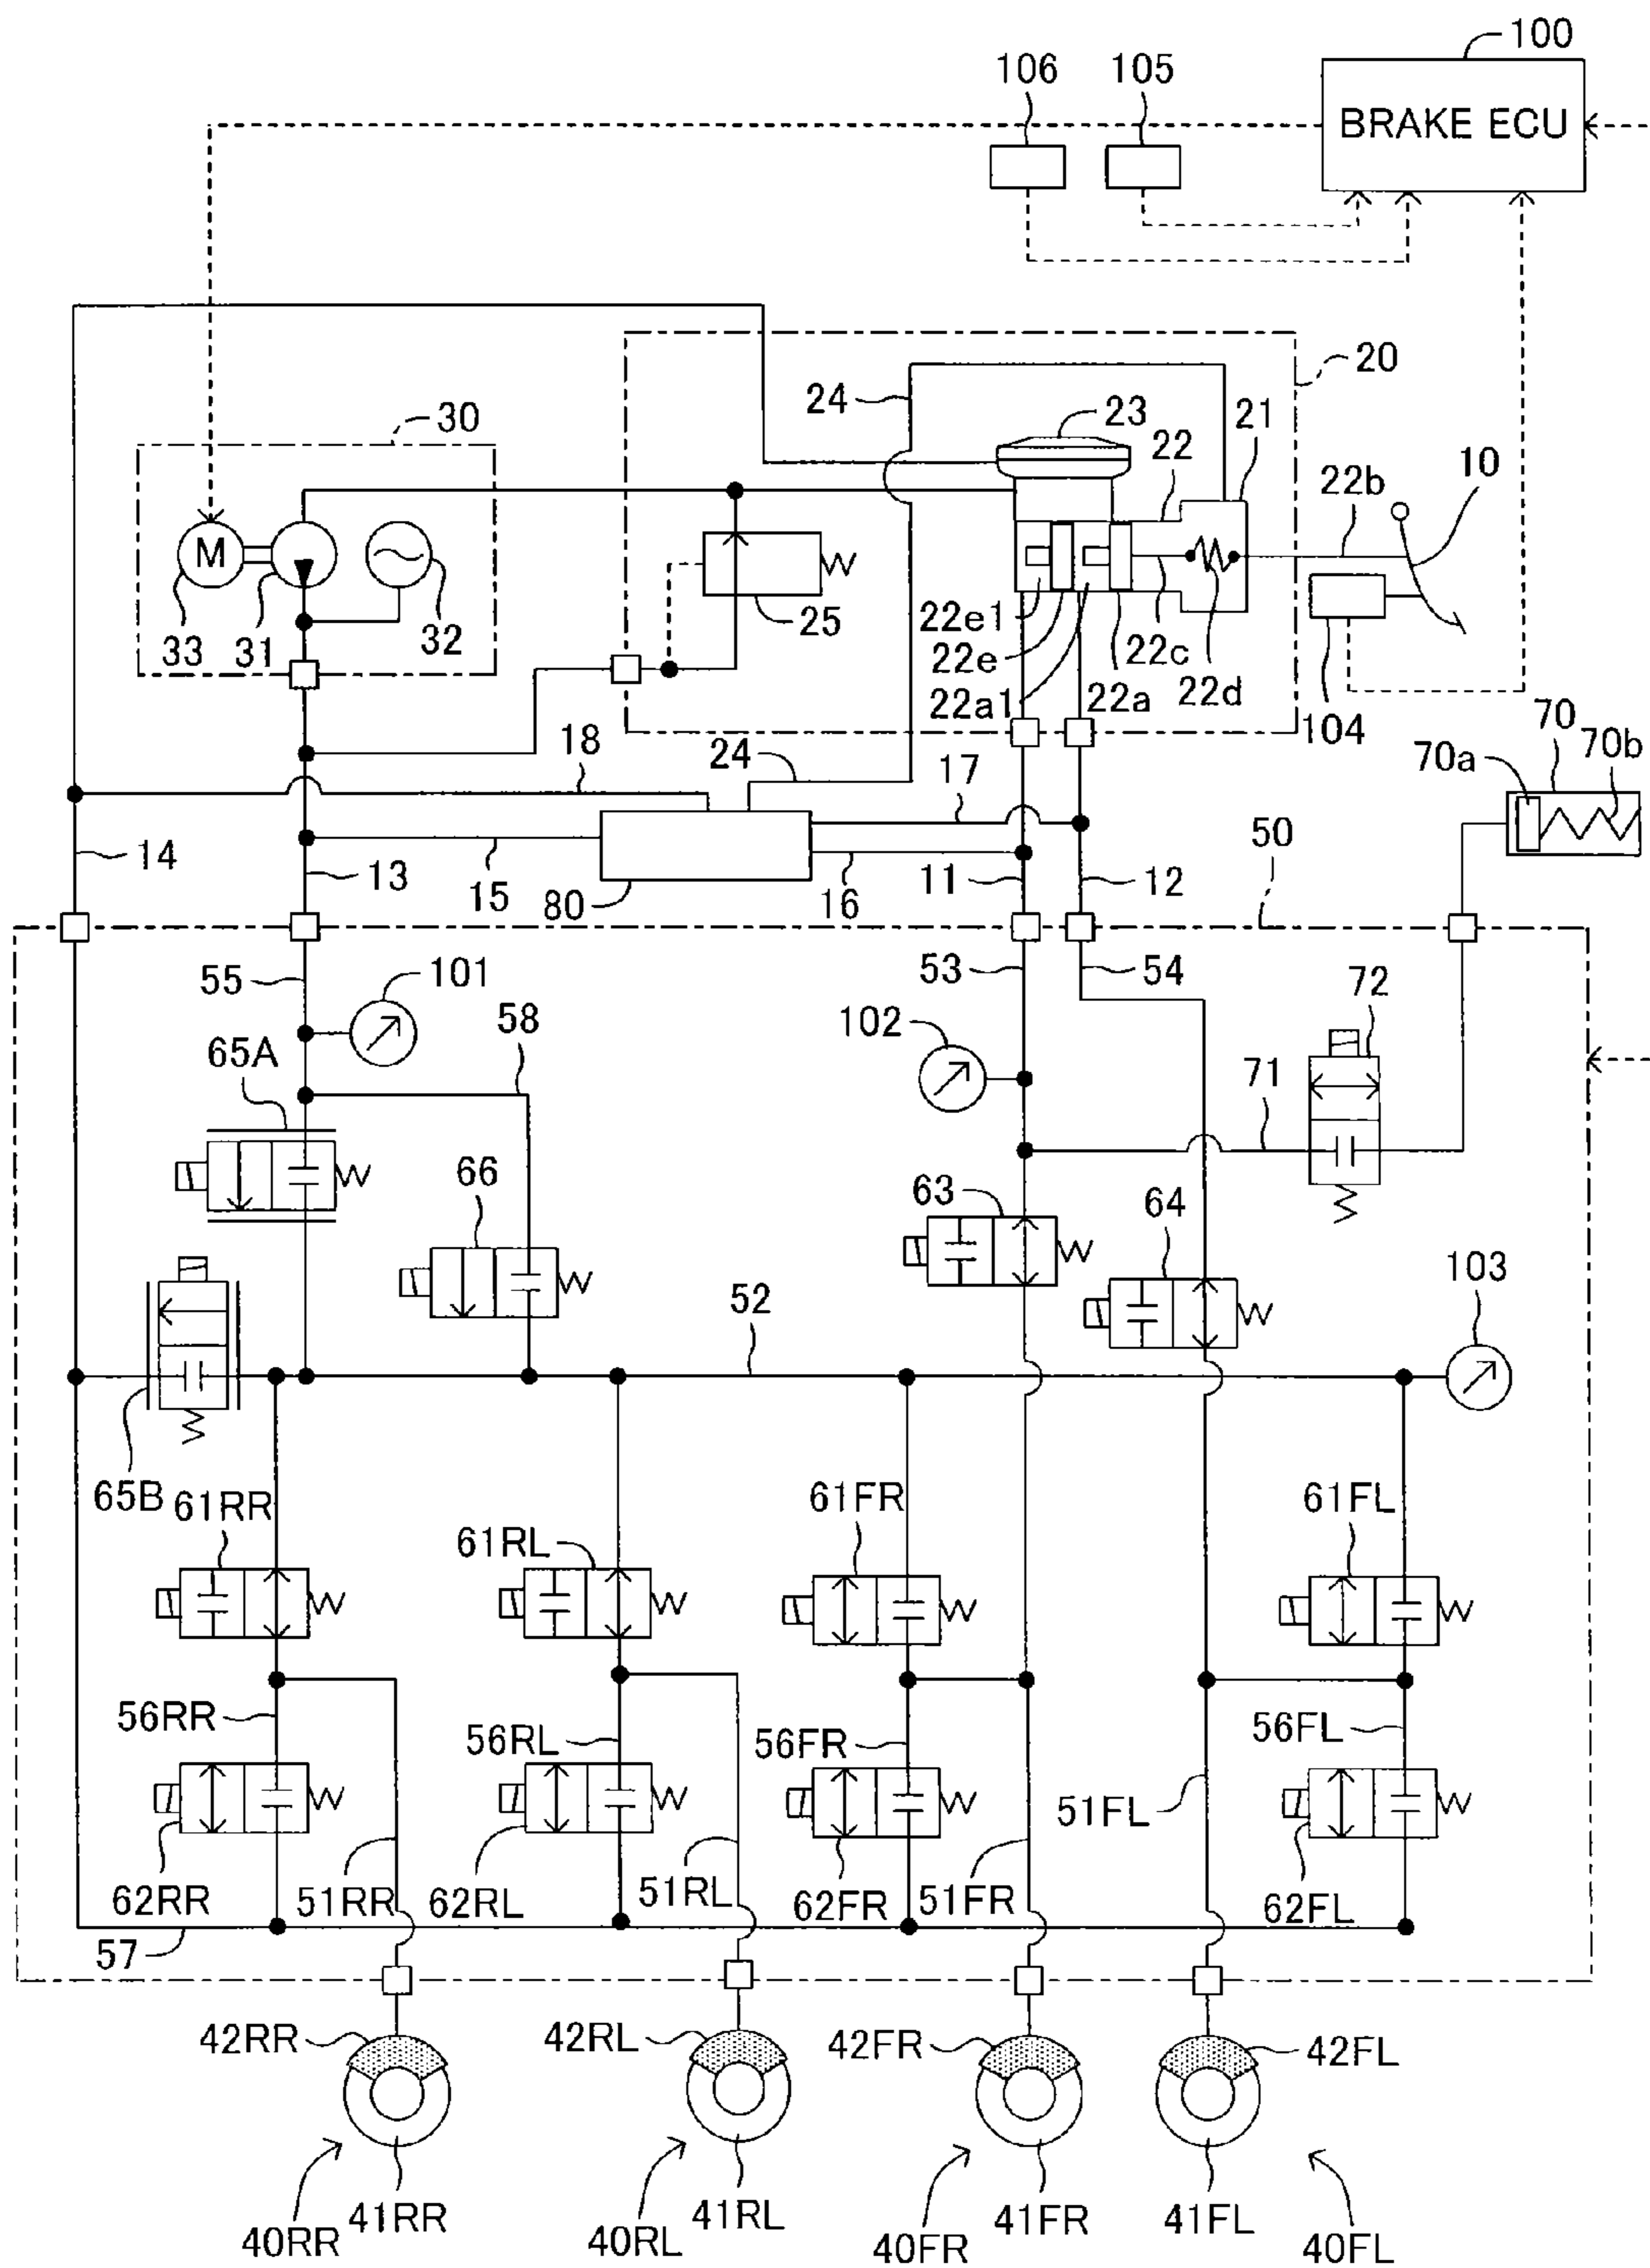 100
106 105
BRAKE ECU
20
24
23
21
30
22
10
22b
M
33 31 32
25
22e1
22e
22c
22a1
22a
22d
104
70
70a
70b
18
24
17
14
13
15
80
16
11
12
50
55
101
53
54
72
58
102
65A
71
66
63
64
103
52
65B
61RR
61FR
61FL
61RL
56RR
56RL
56FR
56FL
51FL
62RR
51RR
62RL
51RL
62FR
51FR
62FL
57
42RR
42RL
42FR
42FL
40RR
41RR
40RL
41RL
40FR
41FR
41FL
40FL